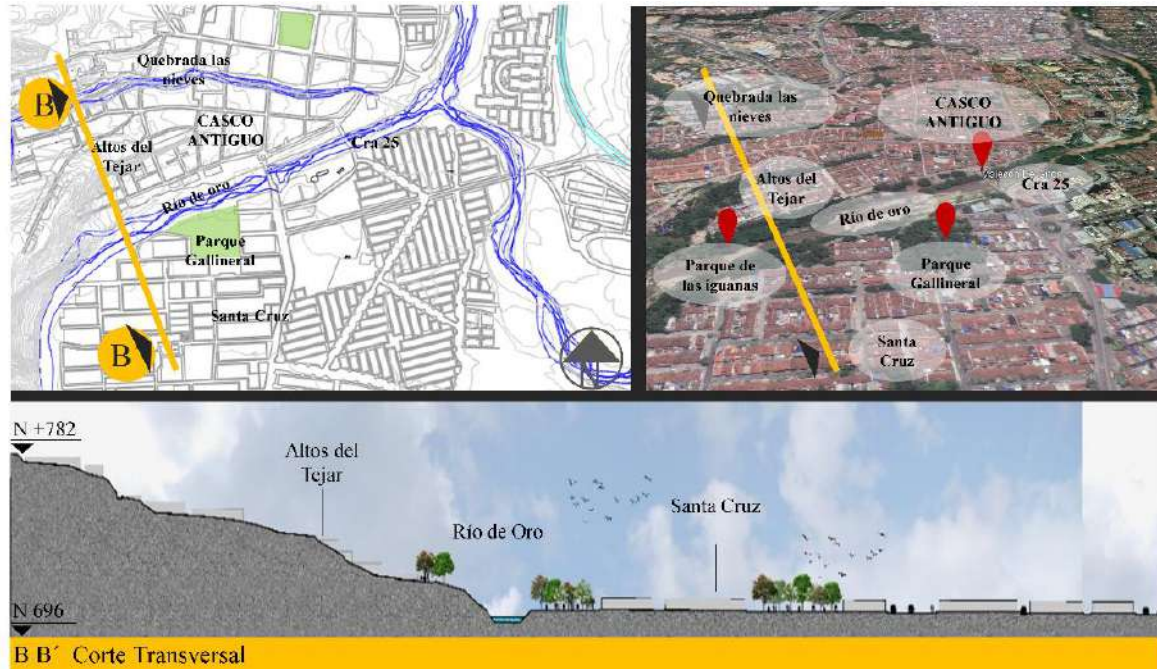 Quebrada las
nieves
B
CASCO
ANTIGUO
Altos del
Tejar
Cra 25
Río de oro
Parque
Gallineral
Santa Cruz
B
Quebrada las
nieves
CASCO
ANTIGUO
Altos del
Tejar
Cra 25
Río de oro
Parque de
las iguanas
Parque
Gallineral
Santa
Cruz
N +782
Altos del
Tejar
Río de Oro
Santa Cruz
N 696
B B´ Corte Transversal